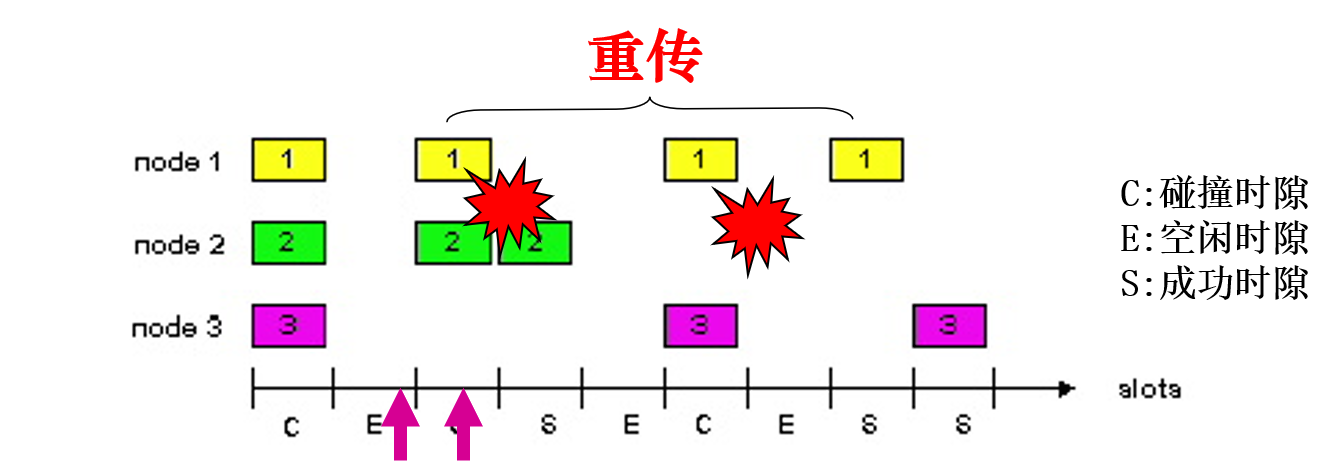 重传
node 1 1 1 1 1
node 2 2 2 2
node 3 3 3 3
C:碰撞时隙
E:空闲时隙
S:成功时隙
slots
C E S E C E S S